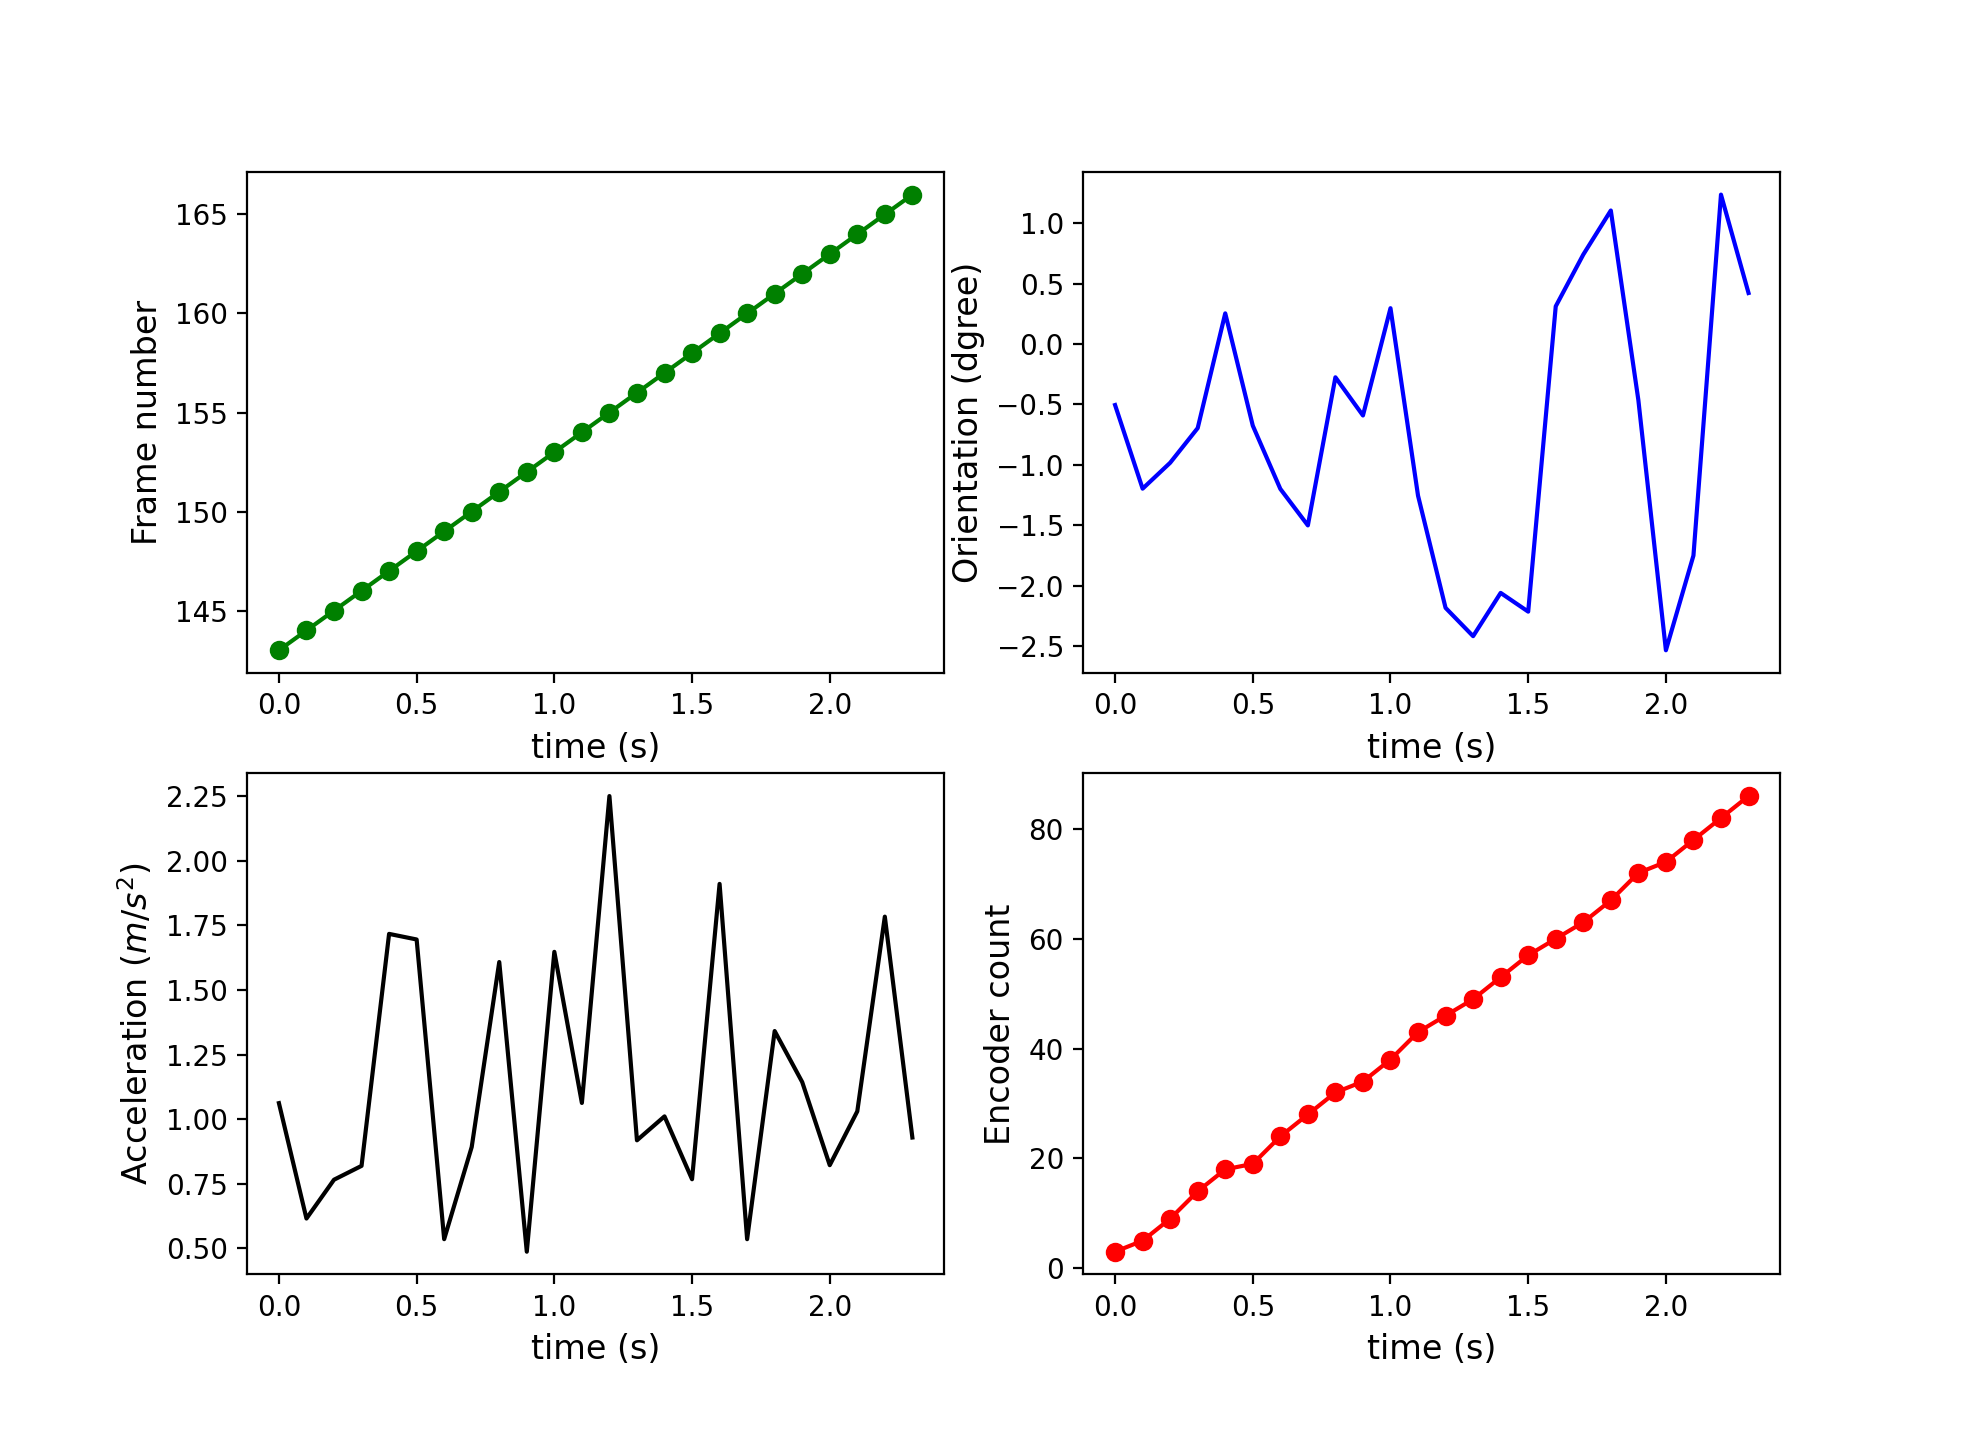 165
160
155
150
145
Frame number
0.0 0.5 1.0 1.5 2.0
time (s)
1.0
0.5
0.0
−0.5
−1.0
−1.5
−2.0
−2.5
Orientation (dgree)
0.0 0.5 1.0 1.5 2.0
time (s)
2.25
2.00
1.75
1.50
1.25
1.00
0.75
0.50
Acceleration (m/s²)
0.0 0.5 1.0 1.5 2.0
time (s)
80
60
40
20
0
Encoder count
0.0 0.5 1.0 1.5 2.0
time (s)